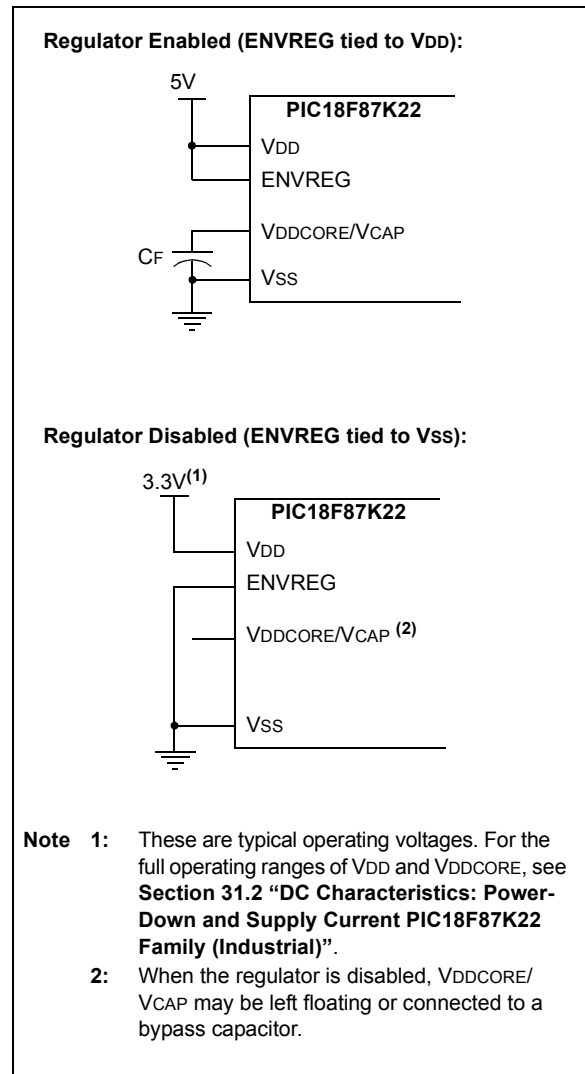 Regulator Enabled (ENVREG tied to VDD):
5V
PIC18F87K22
VDD
ENVREG
VDDCORE/VCAP
CF
VSS
Regulator Disabled (ENVREG tied to VSS):
3.3V(1)
PIC18F87K22
VDD
ENVREG
VDDCORE/VCAP (2)
VSS
Note 1: These are typical operating voltages. For the
full operating ranges of VDD and VDDCORE, see
Section 31.2 “DC Characteristics: Power-
Down and Supply Current PIC18F87K22
Family (Industrial)”.
2: When the regulator is disabled, VDDCORE/
VCAP may be left floating or connected to a
bypass capacitor.